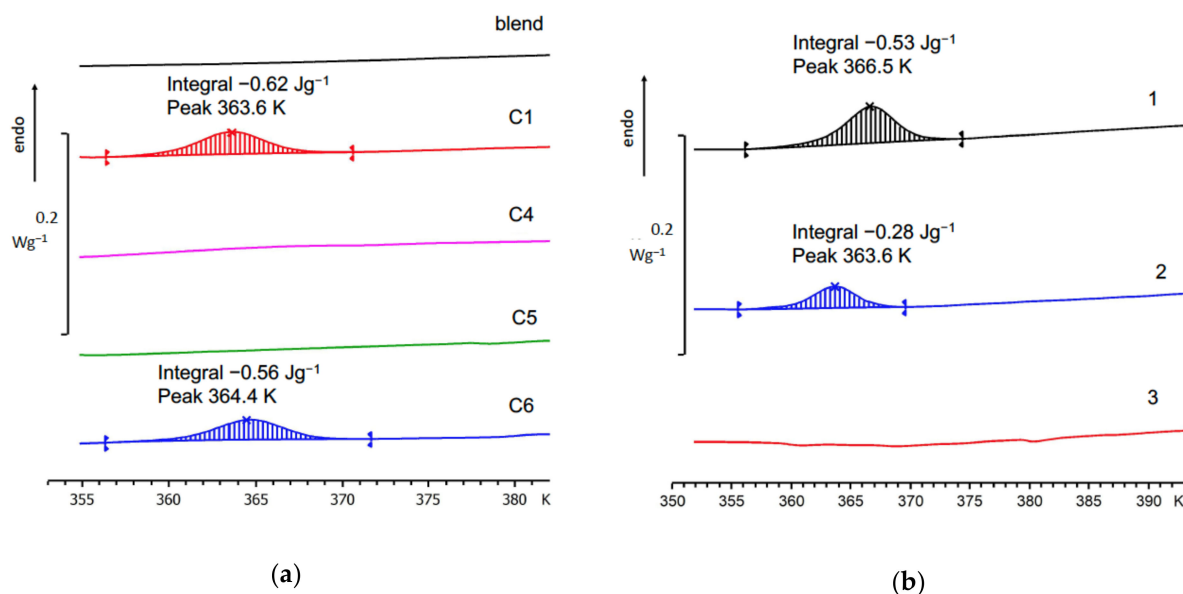 blend
Integral −0.62 Jg⁻¹
Peak 363.6 K
C1
endo
0.2
Wg⁻¹
C4
C5
Integral −0.56 Jg⁻¹
Peak 364.4 K
C6
355 360 365 370 375 380 K
(a)
Integral −0.53 Jg⁻¹
Peak 366.5 K
1
endo
0.2
Wg⁻¹
Integral −0.28 Jg⁻¹
Peak 363.6 K
2
3
350 355 360 365 370 375 380 385 390 K
(b)